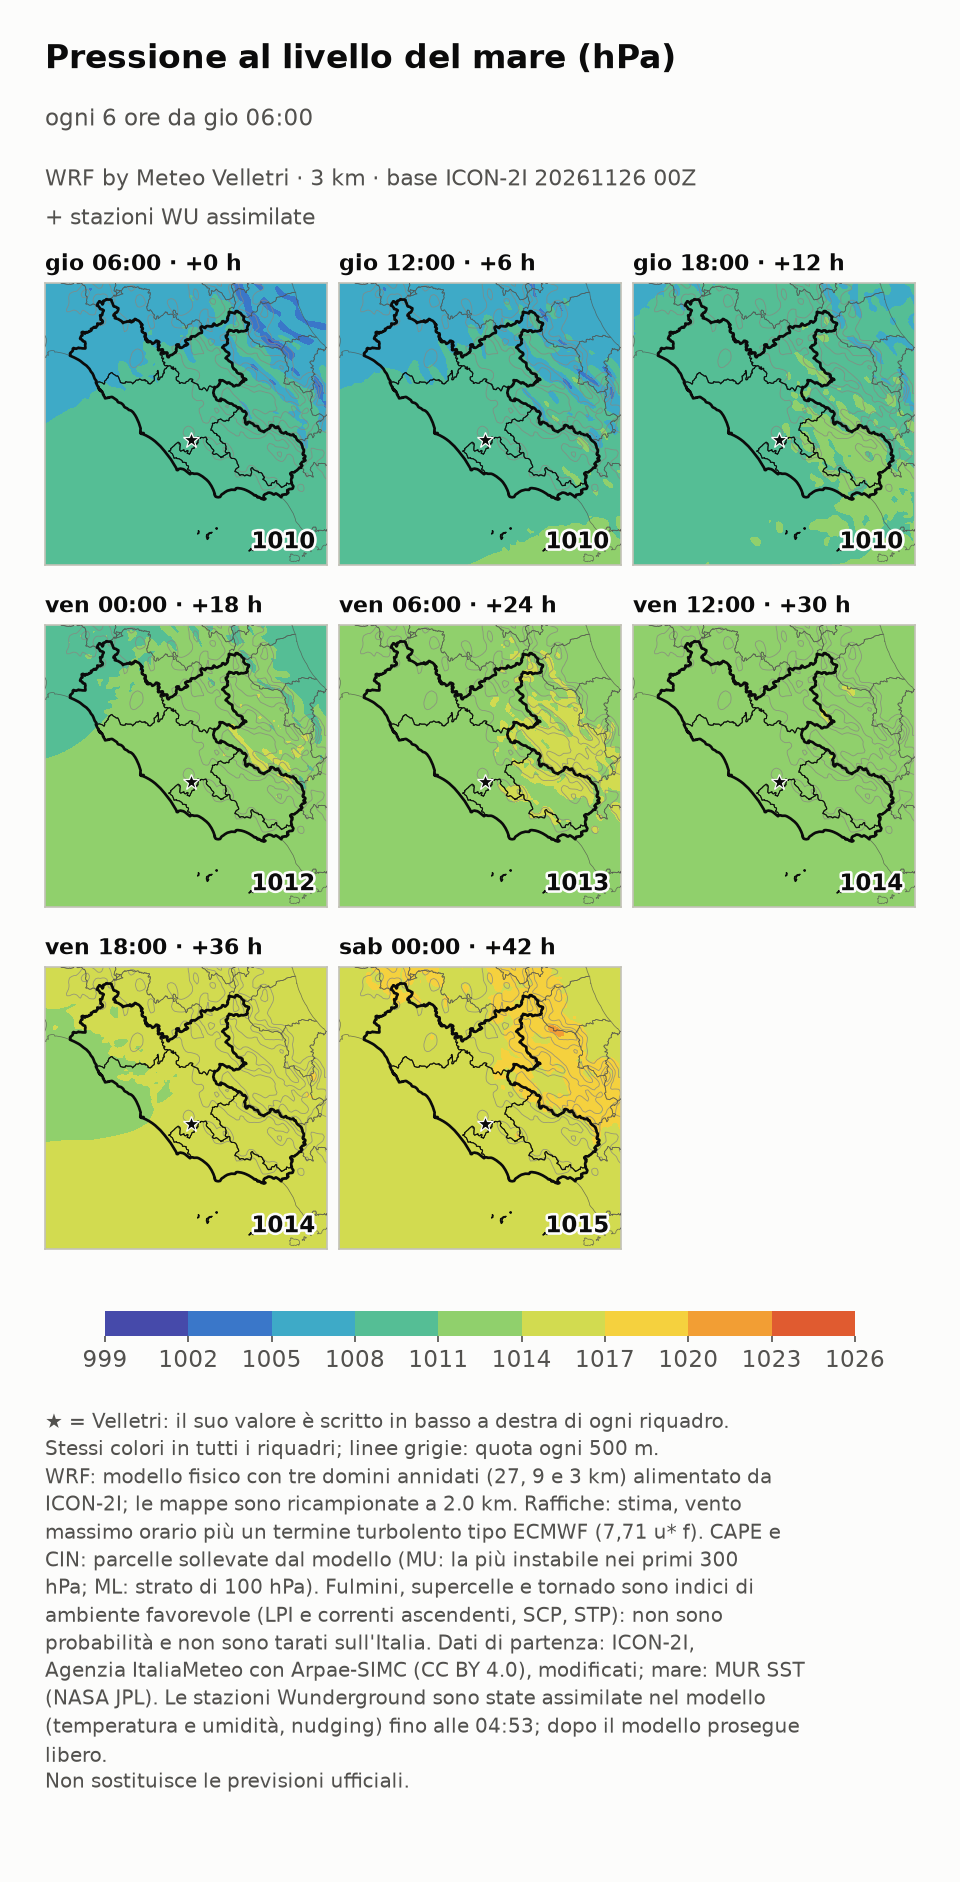 Pressione al livello del mare (hPa)
ogni 6 ore da gio 06:00
WRF by Meteo Velletri · 3 km · base ICON-2I 20261126 00Z
+ stazioni WU assimilate
gio 06:00 · +0 h
gio 12:00 · +6 h
gio 18:00 · +12 h
1010
1010
1010
ven 00:00 · +18 h
ven 06:00 · +24 h
ven 12:00 · +30 h
1012
1013
1014
ven 18:00 · +36 h
sab 00:00 · +42 h
1014
1015
999 1002 1005 1008 1011 1014 1017 1020 1023 1026
★ = Velletri: il suo valore è scritto in basso a destra di ogni riquadro.
Stessi colori in tutti i riquadri; linee grigie: quota ogni 500 m.
WRF: modello fisico con tre domini annidati (27, 9 e 3 km) alimentato da
ICON-2I; le mappe sono ricampionate a 2.0 km. Raffiche: stima, vento
massimo orario più un termine turbolento tipo ECMWF (7,71 u* f). CAPE e
CIN: parcelle sollevate dal modello (MU: la più instabile nei primi 300
hPa; ML: strato di 100 hPa). Fulmini, supercelle e tornado sono indici di
ambiente favorevole (LPI e correnti ascendenti, SCP, STP): non sono
probabilità e non sono tarati sull'Italia. Dati di partenza: ICON-2I,
Agenzia ItaliaMeteo con Arpae-SIMC (CC BY 4.0), modificati; mare: MUR SST
(NASA JPL). Le stazioni Wunderground sono state assimilate nel modello
(temperatura e umidità, nudging) fino alle 04:53; dopo il modello prosegue
libero.
Non sostituisce le previsioni ufficiali.